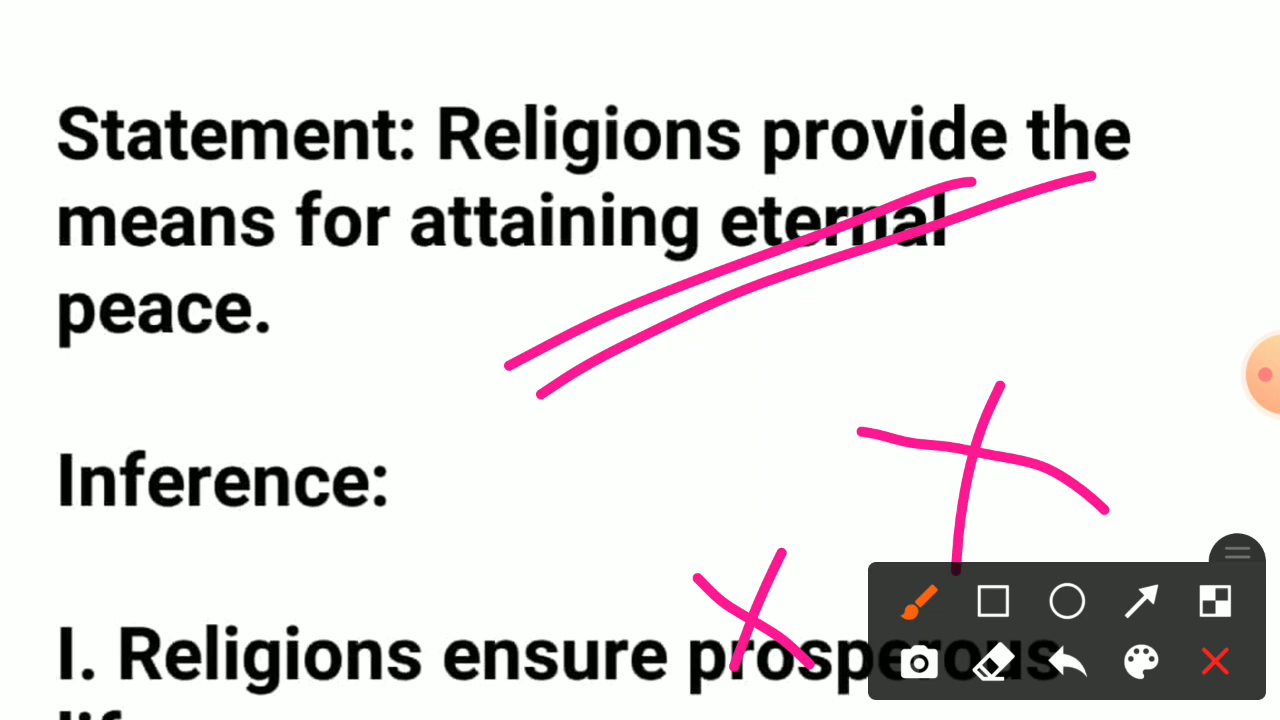 Statement: Religions provide the
means for attaining eternal
peace.
Inference:
I. Religions ensure prosperous